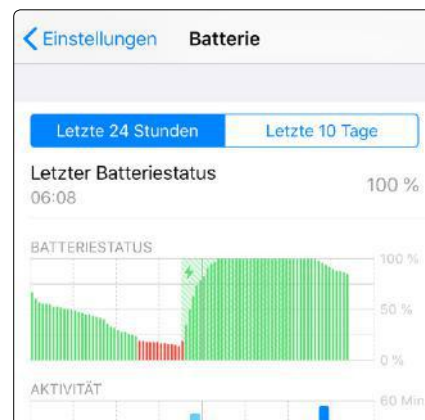 Einstellungen Batterie
Letzte 24 Stunden Letzte 10 Tage
Letzter Batteriestatus
06:08 100 %
BATTERIESTATUS
100 %
50 %
0 %
AKTIVITÄT
60 Min